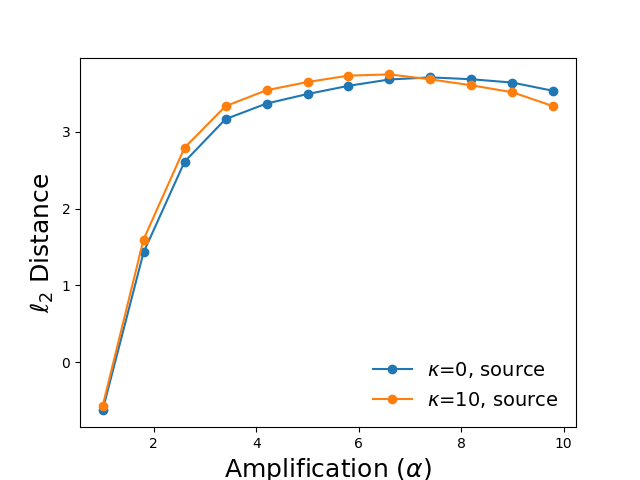 3
2
1
0
ℓ₂ Distance
κ=0, source
κ=10, source
2 4 6 8 10
Amplification (α)